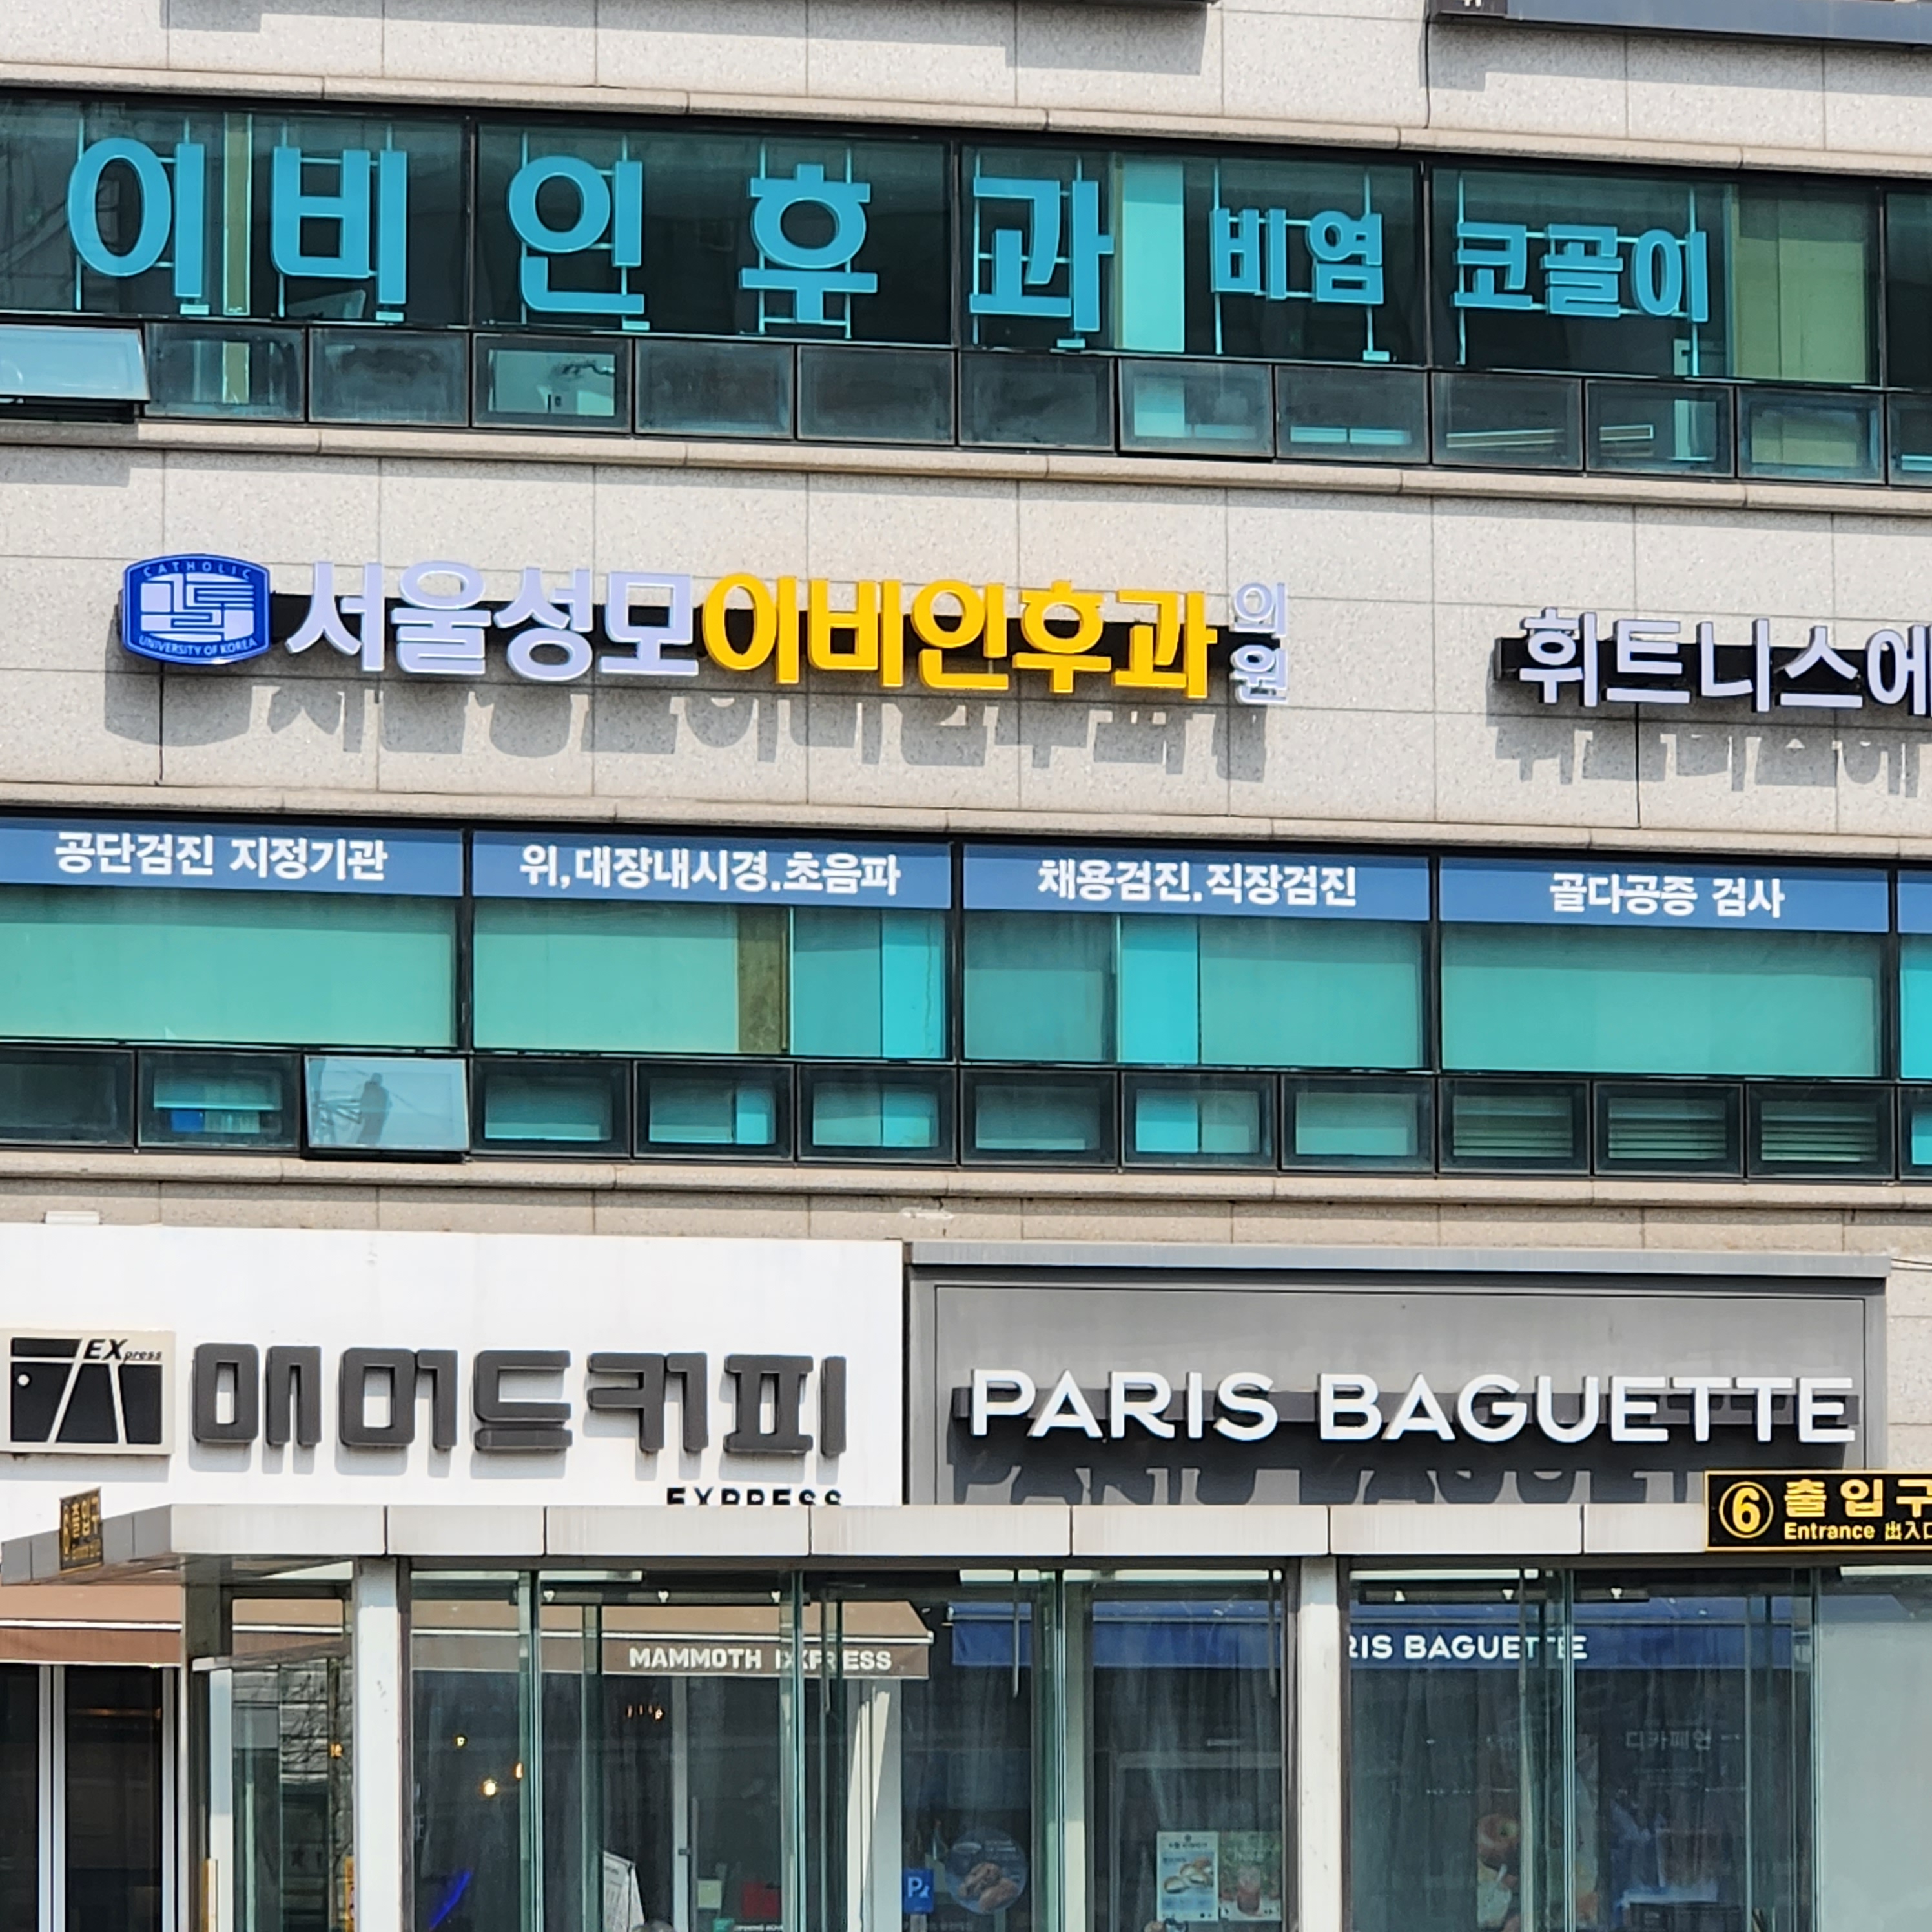 이비인후과 비염 코골이
CATHOLIC
UNIVERSITY OF KOREA
서울성모이비인후과의원
휘트니스에
공단검진 지정기관
위,대장내시경.초음파
채용검진.직장검진
골다공증 검사
EXpress
매머드커피
EXPRESS
PARIS BAGUETTE
6 출입구
Entrance 出入口
MAMMOTH EXPRESS
RIS BAGUETTE
디카페인